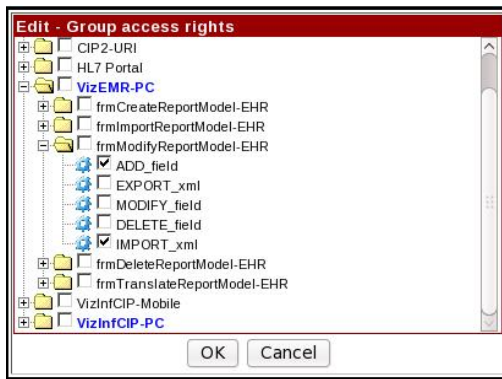 Edit - Group access rights
CIP2-URI
HL7 Portal
VizEMR-PC
frmCreateReportModel-EHR
frmImportReportModel-EHR
frmModifyReportModel-EHR
ADD_field
EXPORT_xml
MODIFY_field
DELETE_field
IMPORT_xml
frmDeleteReportModel-EHR
frmTranslateReportModel-EHR
VizInfCIP-Mobile
VizInfCIP-PC
OK Cancel